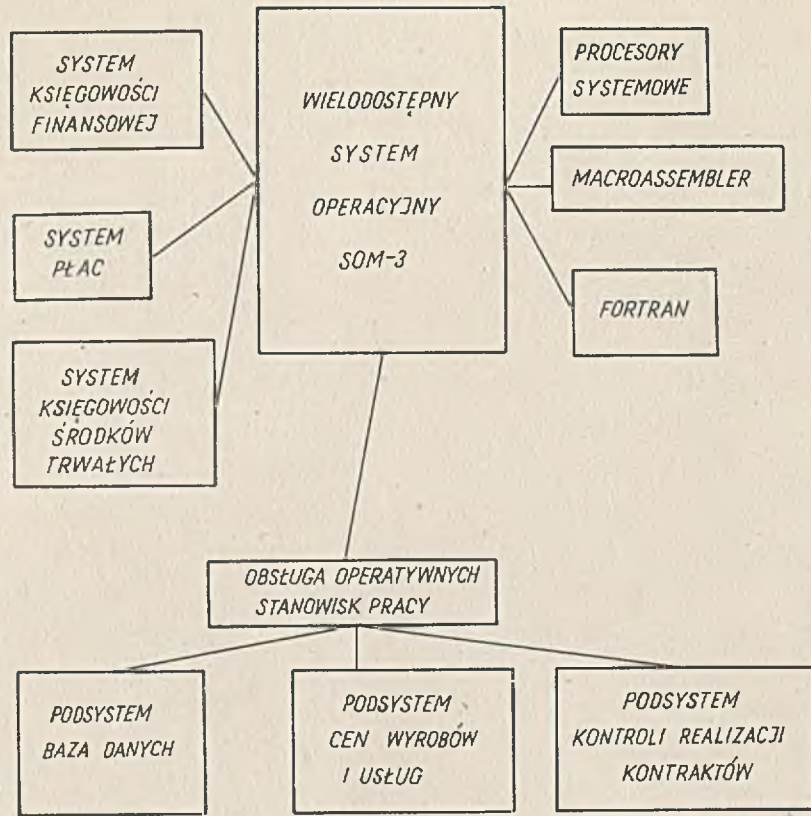 SYSTEM
KSIĘGOWOŚCI
FINANSOWEJ
SYSTEM
PŁAC
SYSTEM
KSIĘGOWOŚCI
ŚRODKÓW
TRWAŁYCH
WIELODOSTĘPNY
SYSTEM
OPERACYJNY
SOM-3
PROCESORY
SYSTEMOWE
MACROASSEMBLER
FORTRAN
OBSŁUGA OPERATYWNYCH
STANOWISK PRACY
PODSYSTEM
BAZA DANYCH
PODSYSTEM
CEN WYROBÓW
I USŁUG
PODSYSTEM
KONTROLI REALIZACJI
KONTRAKTÓW